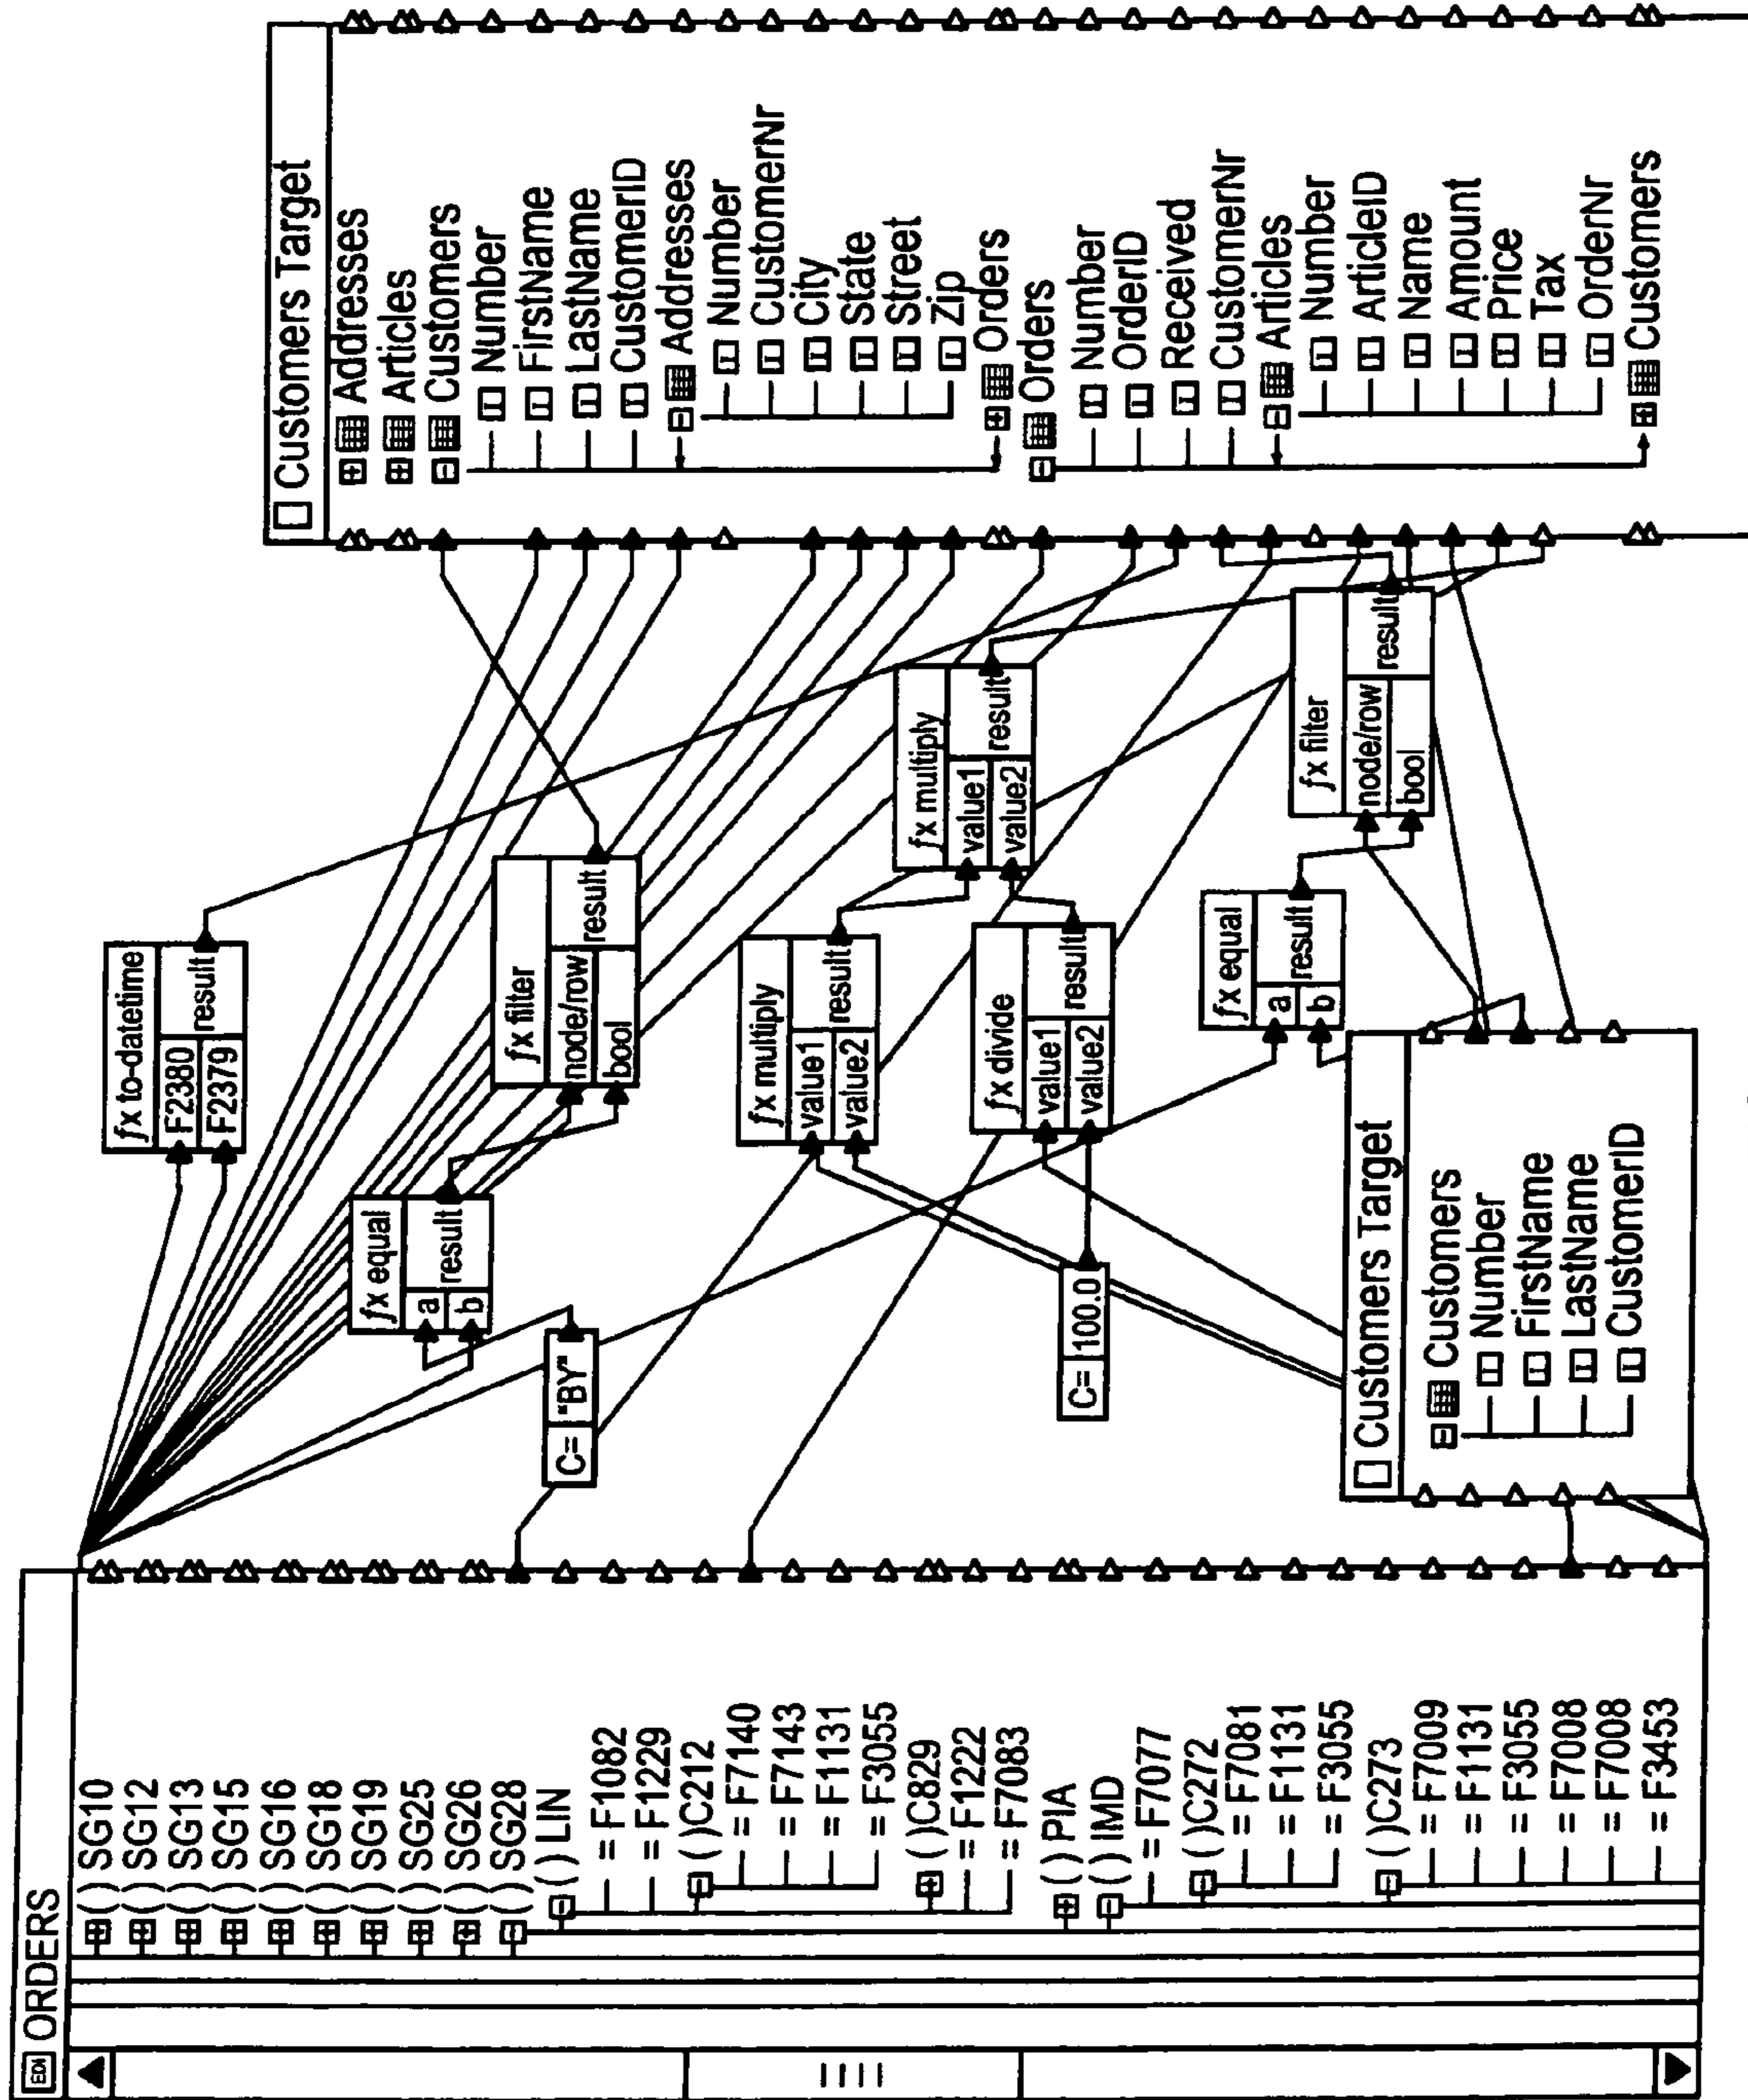 EDI ORDERS
( ) SG10
( ) SG12
( ) SG13
( ) SG15
( ) SG16
( ) SG18
( ) SG19
( ) SG25
( ) SG26
( ) SG28
( ) LIN
= F1082
= F1229
( ) C212
= F7140
= F7143
= F1131
= F3055
( ) C829
= F1222
= F7083
( ) PIA
( ) IMD
= F7077
( ) C272
= F7081
= F1131
= F3055
( ) C273
= F7009
= F1131
= F3055
= F7008
= F7008
= F3453
fx to-datetime
F2380
F2379
result
fx equal
a
b
result
C= "BY"
fx filter
node/row
bool
result
fx multiply
value1
value2
result
fx multiply
value1
value2
result
fx divide
value1
value2
result
C= 100.0
fx equal
a
b
result
fx filter
node/row
bool
result
Customers Target
Customers
Number
FirstName
LastName
CustomerID
Customers Target
Addresses
Articles
Customers
Number
FirstName
LastName
CustomerID
Addresses
Number
CustomerNr
City
State
Street
Zip
Orders
Orders
Number
OrderID
Received
CustomerNr
Articles
Number
ArticleID
Name
Amount
Price
Tax
OrderNr
Customers